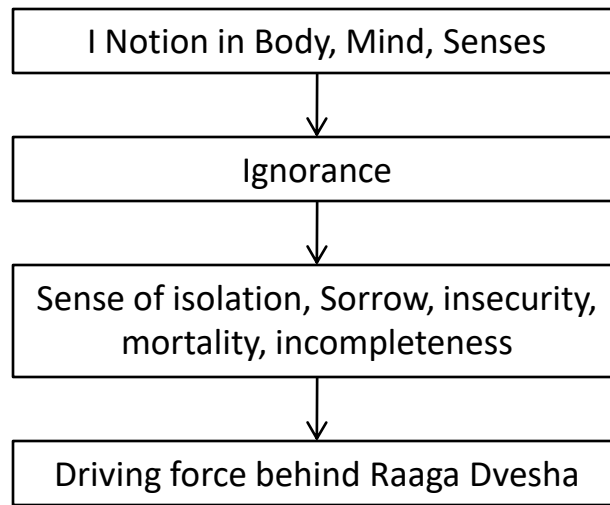 I Notion in Body, Mind, Senses
Ignorance
Sense of isolation, Sorrow, insecurity,
mortality, incompleteness
Driving force behind Raaga Dvesha